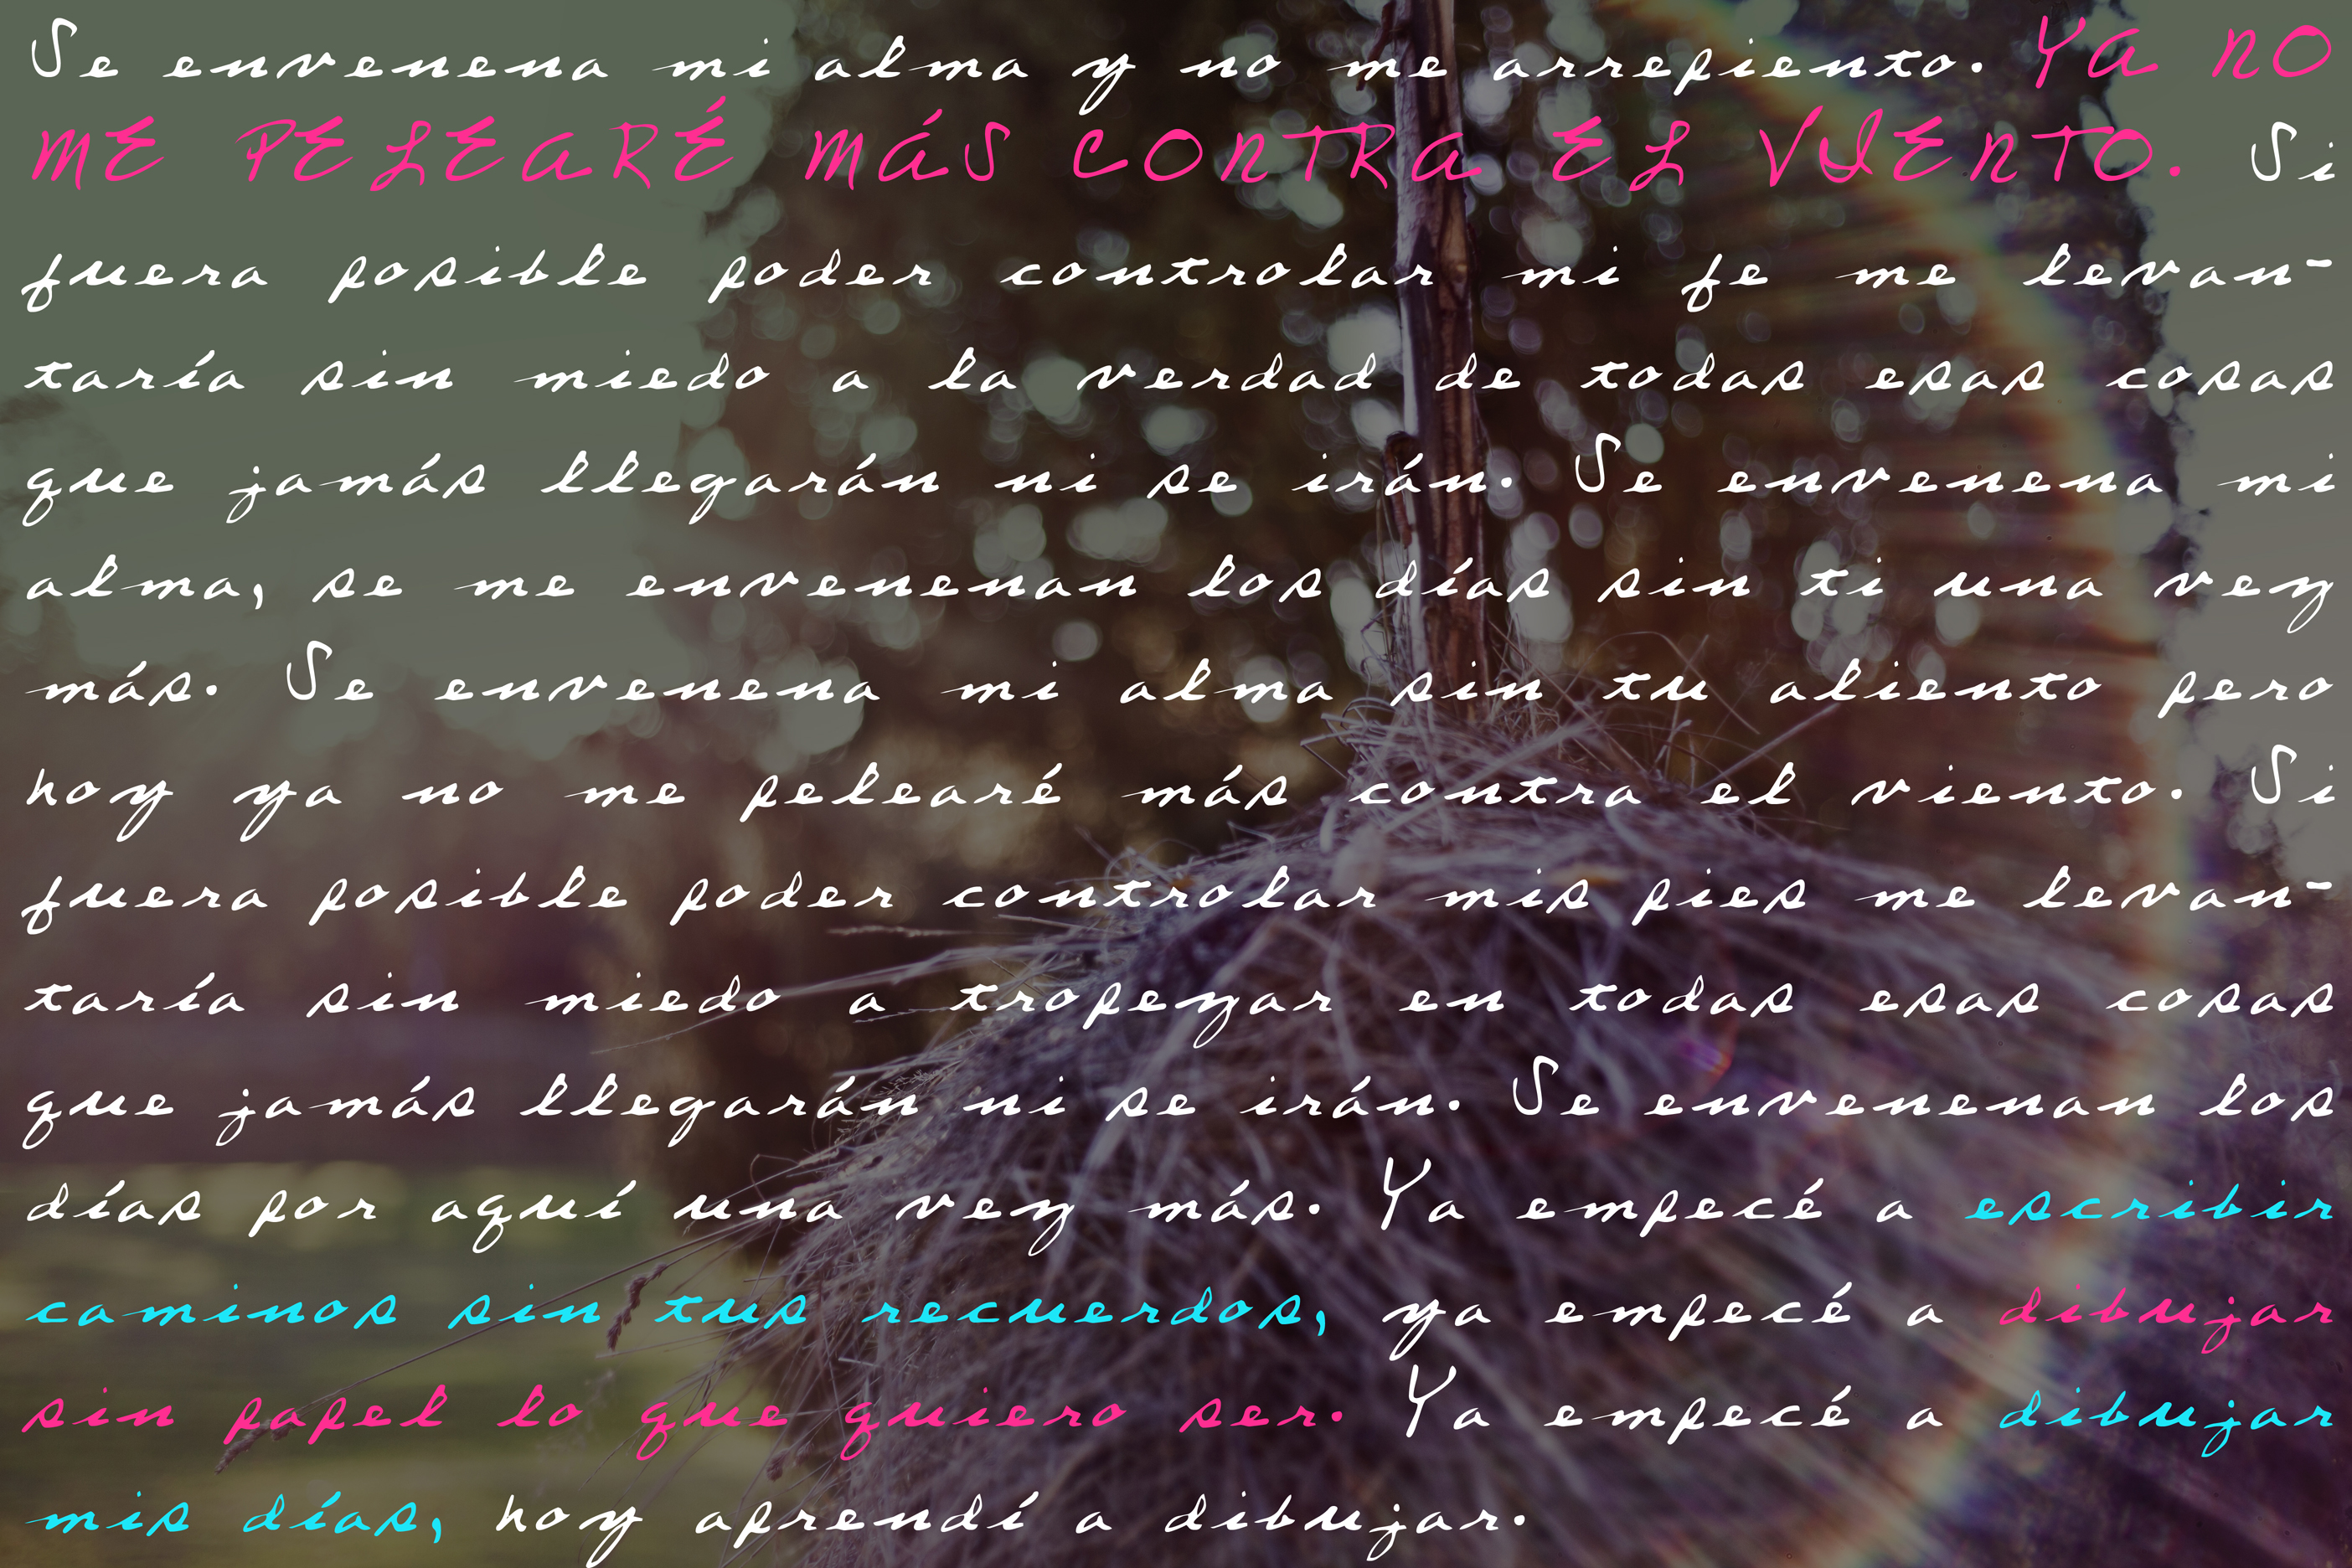 Se envenena mi alma y no me arrepiento. YA NO
ME PELEARÉ MÁS CONTRA EL VIENTO. Si
fuera posible poder controlar mi fe me levan-
taría sin miedo a la verdad de todas esas cosas
que jamás llegarán ni se irán. Se envenena mi
alma, se me envenenan los días sin ti una vez
más. Se envenena mi alma sin tu aliento pero
hoy ya no me pelearé más contra el viento. Si
fuera posible poder controlar mis pies me levan-
taría sin miedo a tropezar en todas esas cosas
que jamás llegarán ni se irán. Se envenenan los
días por aquí una vez más. Ya empecé a escribir
caminos sin tus recuerdos, ya empecé a dibujar
sin papel lo que quiero ser. Ya empecé a dibujar
mis días, hoy aprendí a dibujar.